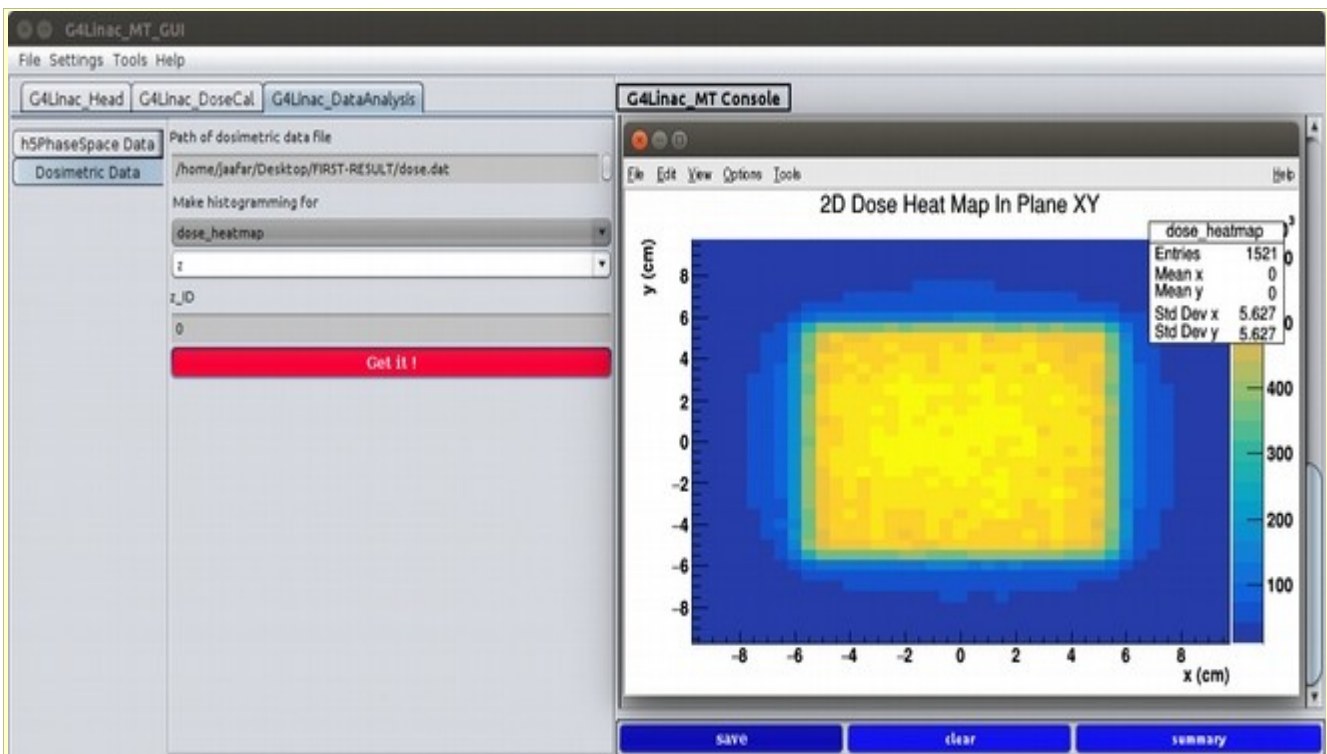 G4Linac_MT_GUI
File Settings Tools Help
G4Linac_Head G4Linac_DoseCal G4Linac_DataAnalysis
G4Linac_MT Console
h5PhaseSpace Data
Dosimetric Data
Path of dosimetric data file
/home/jaafar/Desktop/FIRST-RESULT/dose.dat
Make histogramming for
dose_heatmap
z
z_ID
0
Get it !
File Edit View Options Tools Help
2D Dose Heat Map In Plane XY
dose_heatmap
Entries 1521
Mean x 0
Mean y 0
Std Dev x 5.627
Std Dev y 5.627
y (cm)
8
6
4
2
0
−2
−4
−6
−8
−8 −6 −4 −2 0 2 4 6 8
x (cm)
400
300
200
100
save clear summary